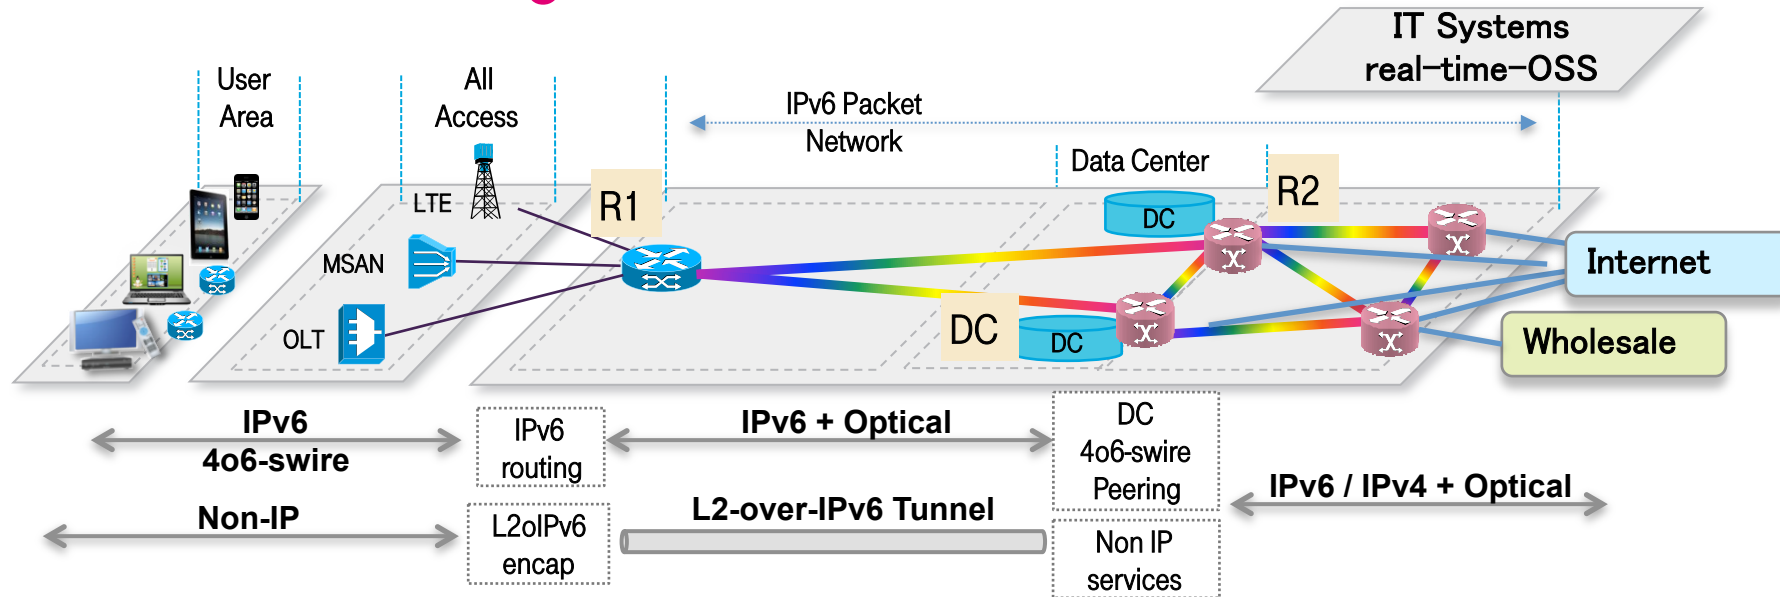 IT Systems
real-time-OSS
User
Area
All
Access
IPv6 Packet
Network
Data Center
LTE
R1
R2
DC
MSAN
Internet
DC
DC
OLT
Wholesale
IPv6
4o6-swire
IPv6
routing
IPv6 + Optical
DC
4o6-swire
Peering
IPv6 / IPv4 + Optical
Non-IP
L2oIPv6
encap
L2-over-IPv6 Tunnel
Non IP
services